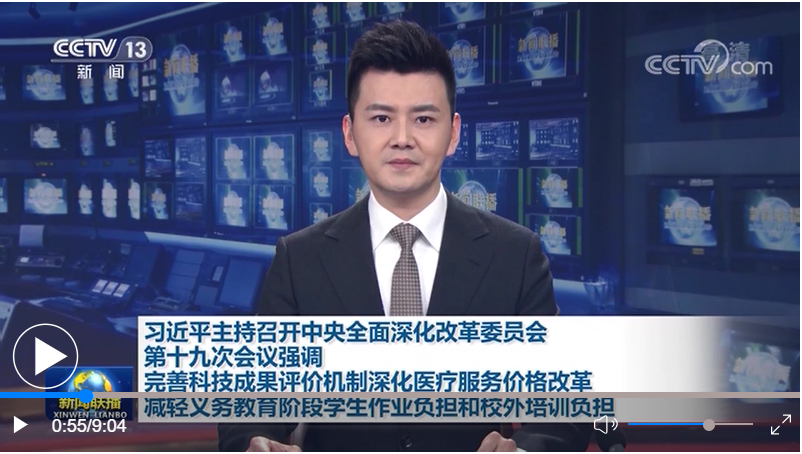 CCTV 13
新闻
高清
CCTV.com
习近平主持召开中央全面深化改革委员会
第十九次会议强调
完善科技成果评价机制深化医疗服务价格改革
减轻义务教育阶段学生作业负担和校外培训负担
新闻联播
XINWEN LIANBO
0:55/9:04